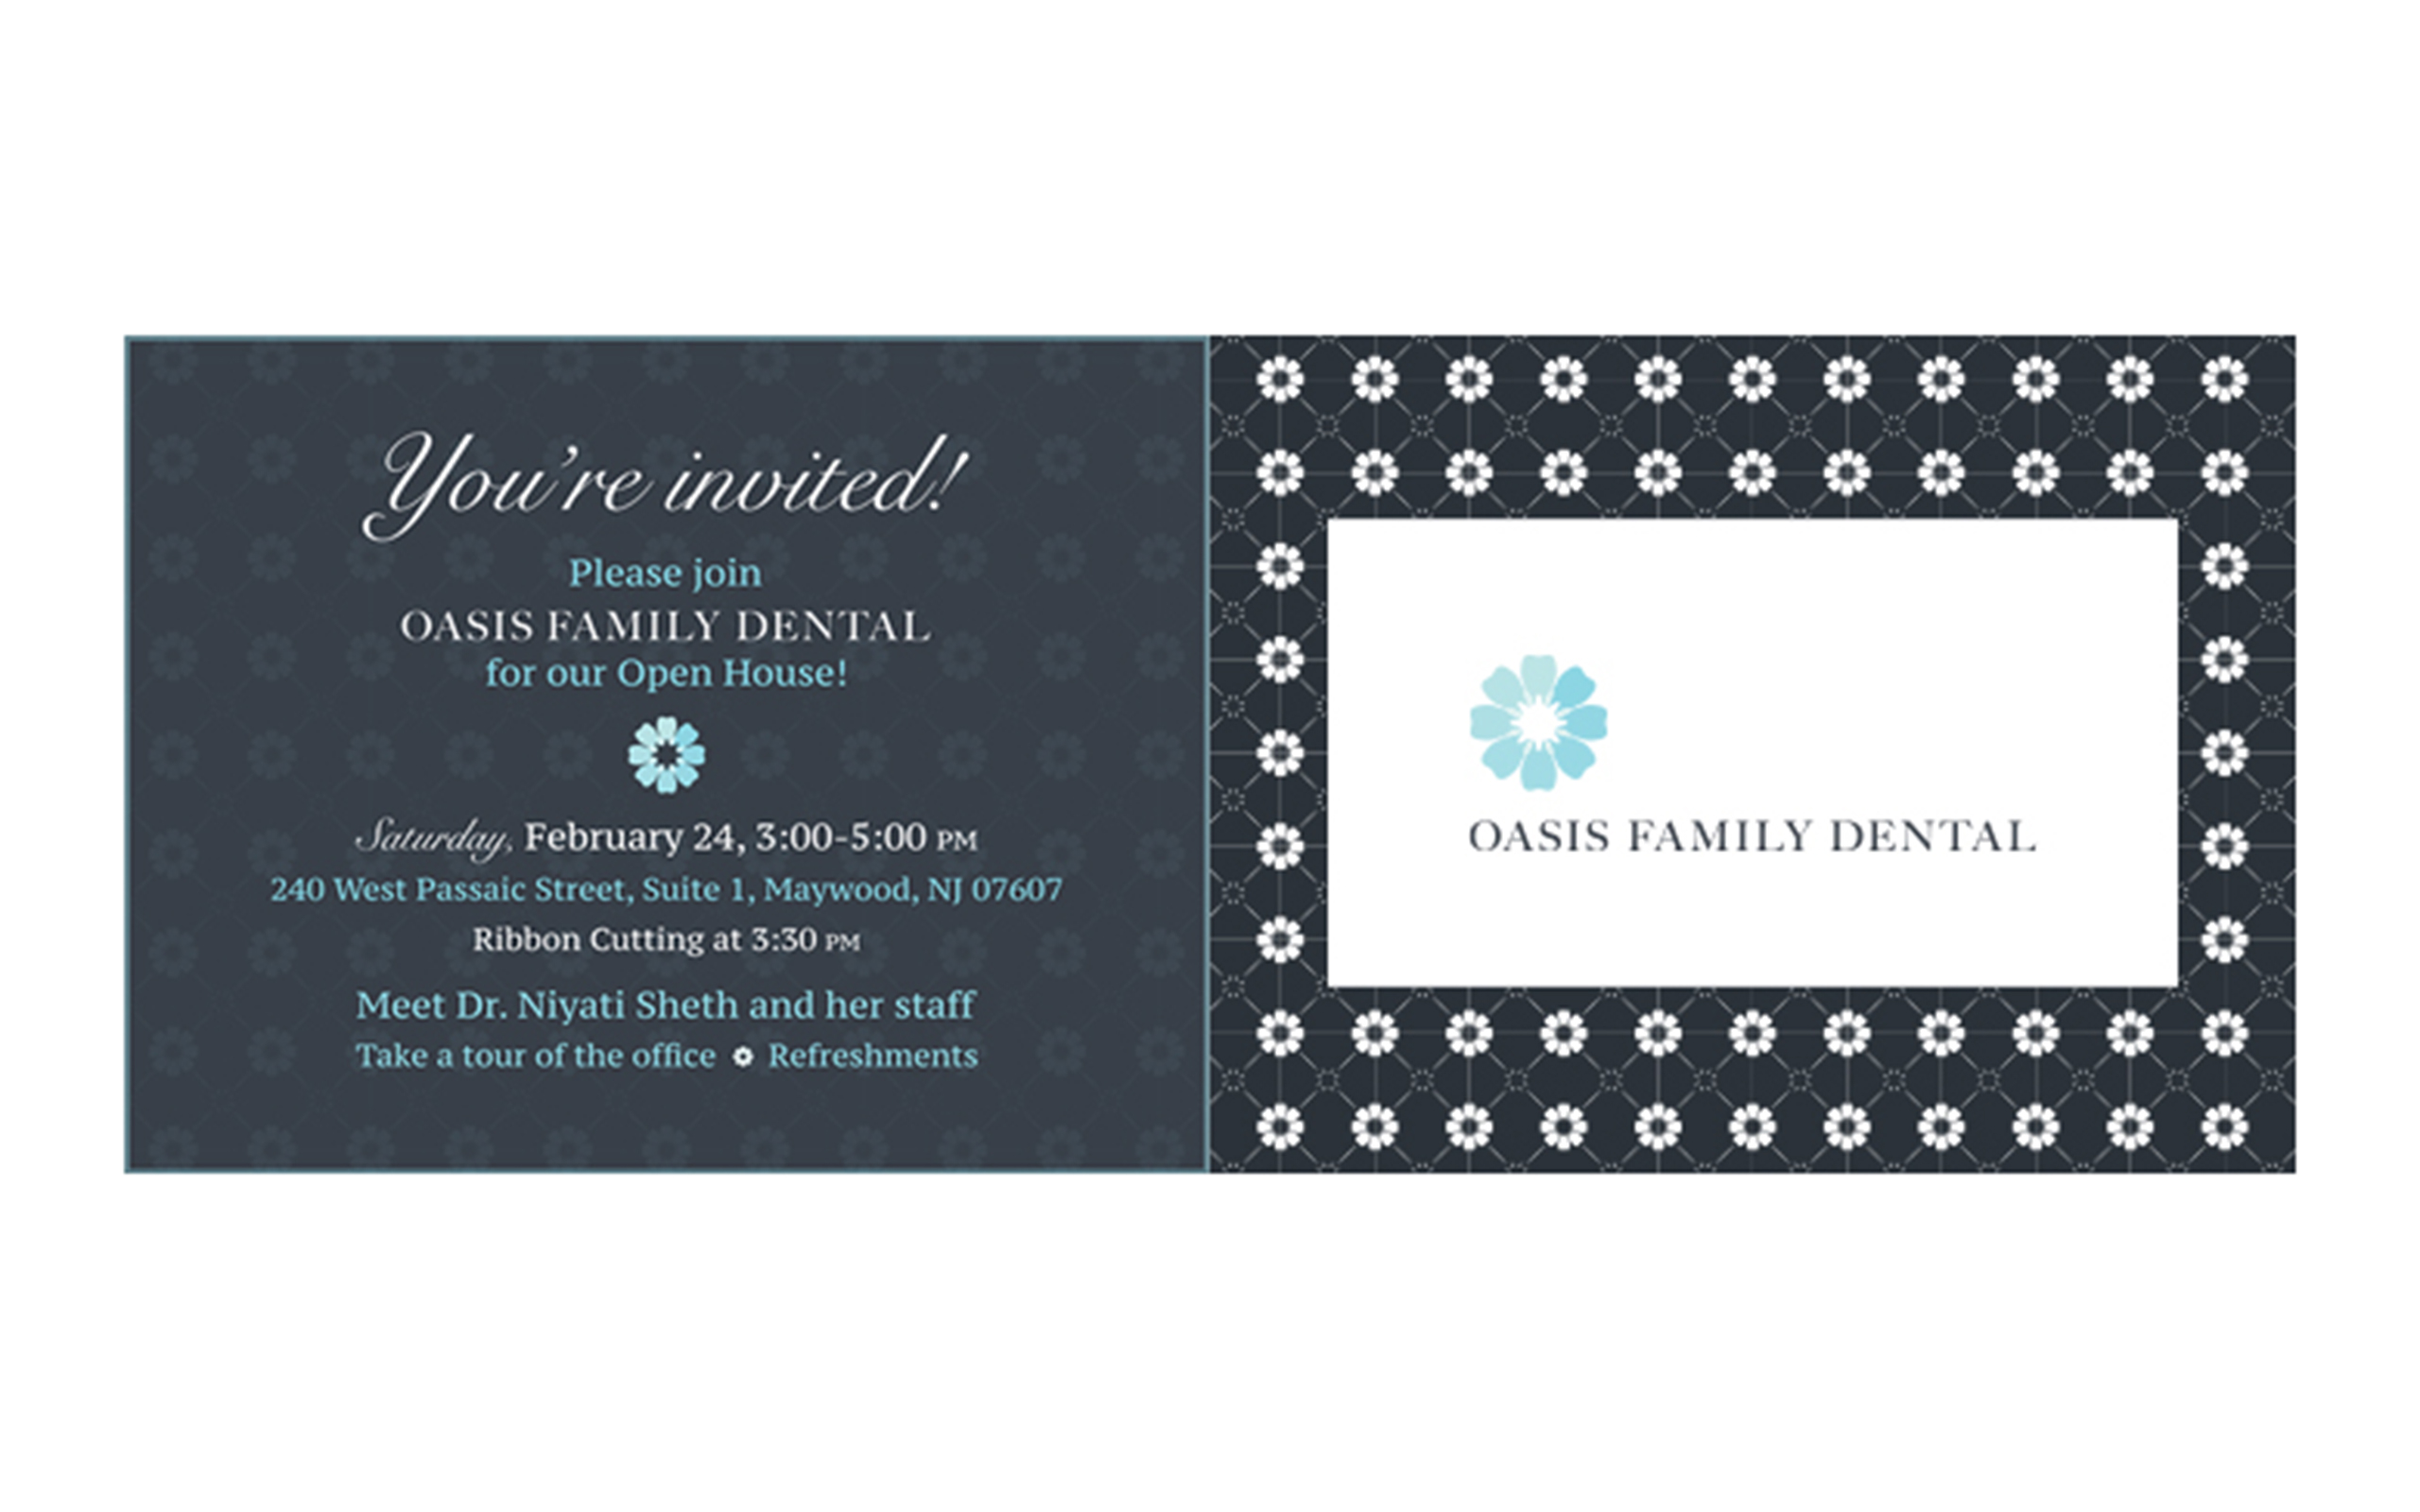 You're invited!
Please join
OASIS FAMILY DENTAL
for our Open House!
Saturday, February 24, 3:00-5:00 PM
240 West Passaic Street, Suite 1, Maywood, NJ 07607
Ribbon Cutting at 3:30 PM
Meet Dr. Niyati Sheth and her staff
Take a tour of the office Refreshments
OASIS FAMILY DENTAL